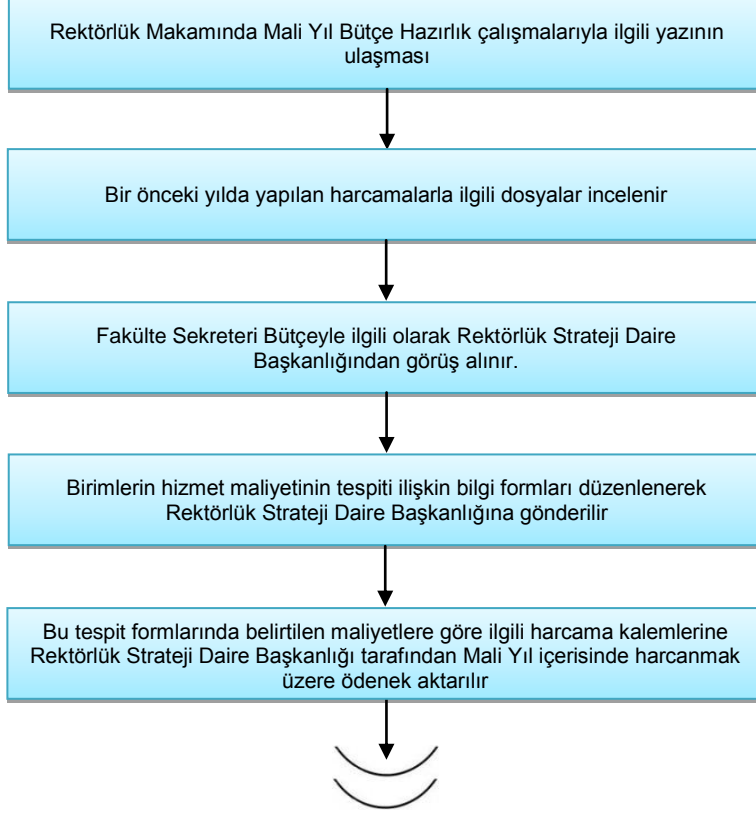 Rektörlük Makamında Mali Yıl Bütçe Hazırlık çalışmalarıyla ilgili yazının
ulaşması
Bir önceki yılda yapılan harcamalarla ilgili dosyalar incelenir
Fakülte Sekreteri Bütçeyle ilgili olarak Rektörlük Strateji Daire
Başkanlığından görüş alınır.
Birimlerin hizmet maliyetinin tespiti ilişkin bilgi formları düzenlenerek
Rektörlük Strateji Daire Başkanlığına gönderilir
Bu tespit formlarında belirtilen maliyetlere göre ilgili harcama kalemlerine
Rektörlük Strateji Daire Başkanlığı tarafından Mali Yıl içerisinde harcanmak
üzere ödenek aktarılır